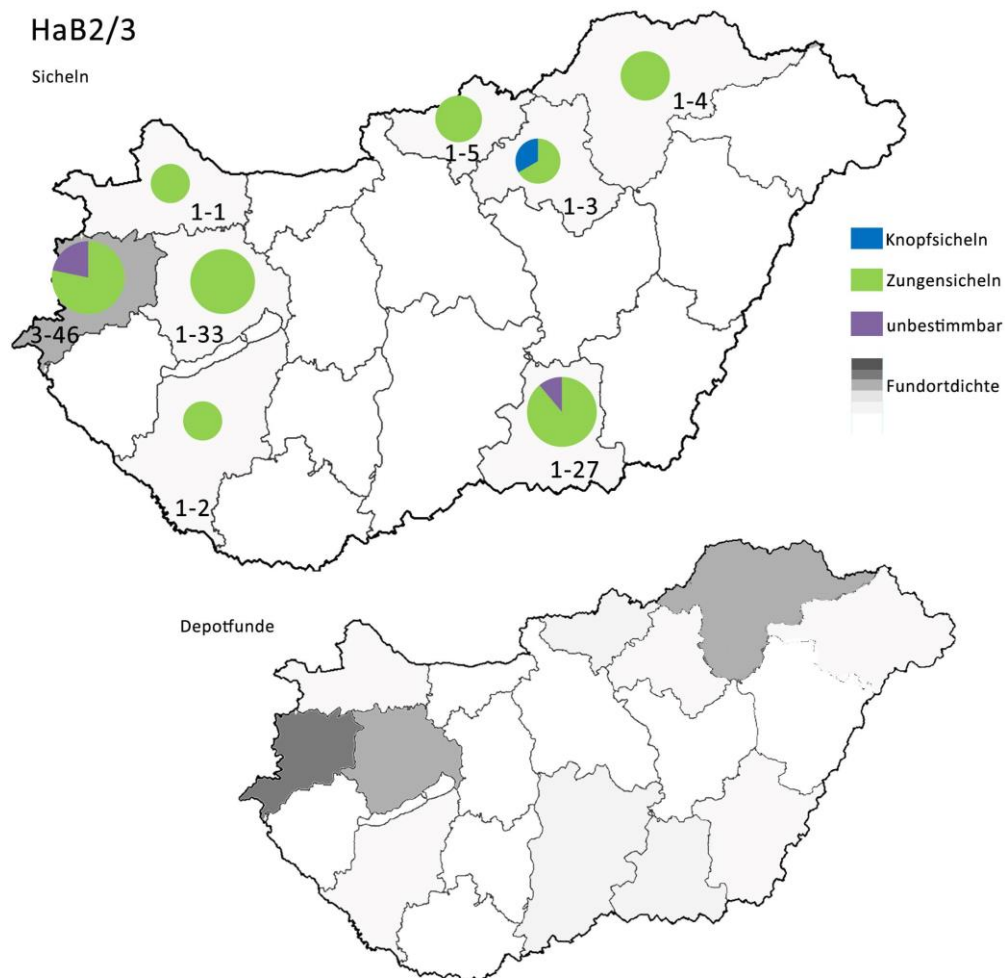 HaB2/3
Sicheln
1-4
1-5
1-3
1-1
Knopfsicheln
Zungensicheln
3-46
1-33
unbestimmbar
Fundortdichte
1-27
1-2
Depotfunde